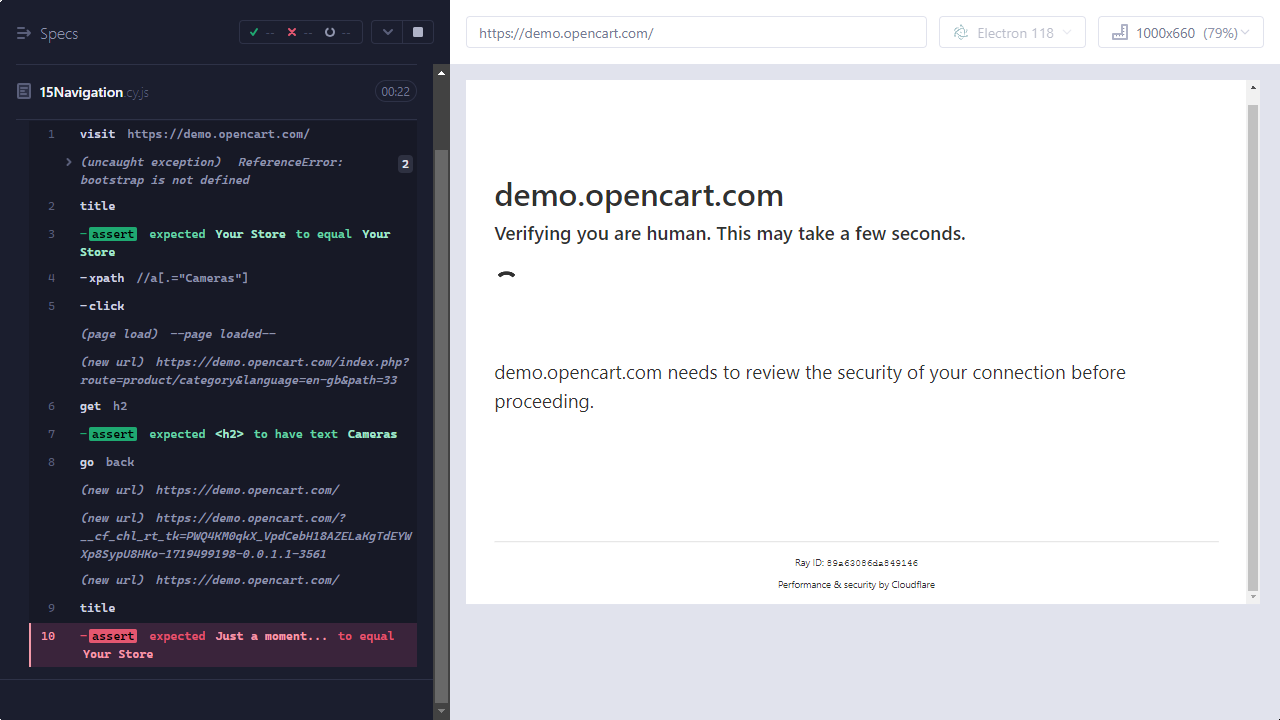 Specs
--
--
--
15Navigation.cy.js
00:22
1 visit https://demo.opencart.com/
(uncaught exception) ReferenceError: 2
bootstrap is not defined
2 title
3 -assert expected Your Store to equal Your
Store
4 -xpath //a[.="Cameras"]
5 -click
(page load) --page loaded--
(new url) https://demo.opencart.com/index.php?
route=product/category&language=en-gb&path=33
6 get h2
7 -assert expected <h2> to have text Cameras
8 go back
(new url) https://demo.opencart.com/
(new url) https://demo.opencart.com/?
__cf_chl_rt_tk=PWQ4KM0qkX_VpdCebH18AZELaKgTdEYW
Xp8SypU8HKo-1719499198-0.0.1.1-3561
(new url) https://demo.opencart.com/
9 title
10 -assert expected Just a moment... to equal
Your Store
https://demo.opencart.com/
Electron 118
1000x660 (79%)
demo.opencart.com
Verifying you are human. This may take a few seconds.
demo.opencart.com needs to review the security of your connection before
proceeding.
Ray ID: 89a63086da849146
Performance & security by Cloudflare